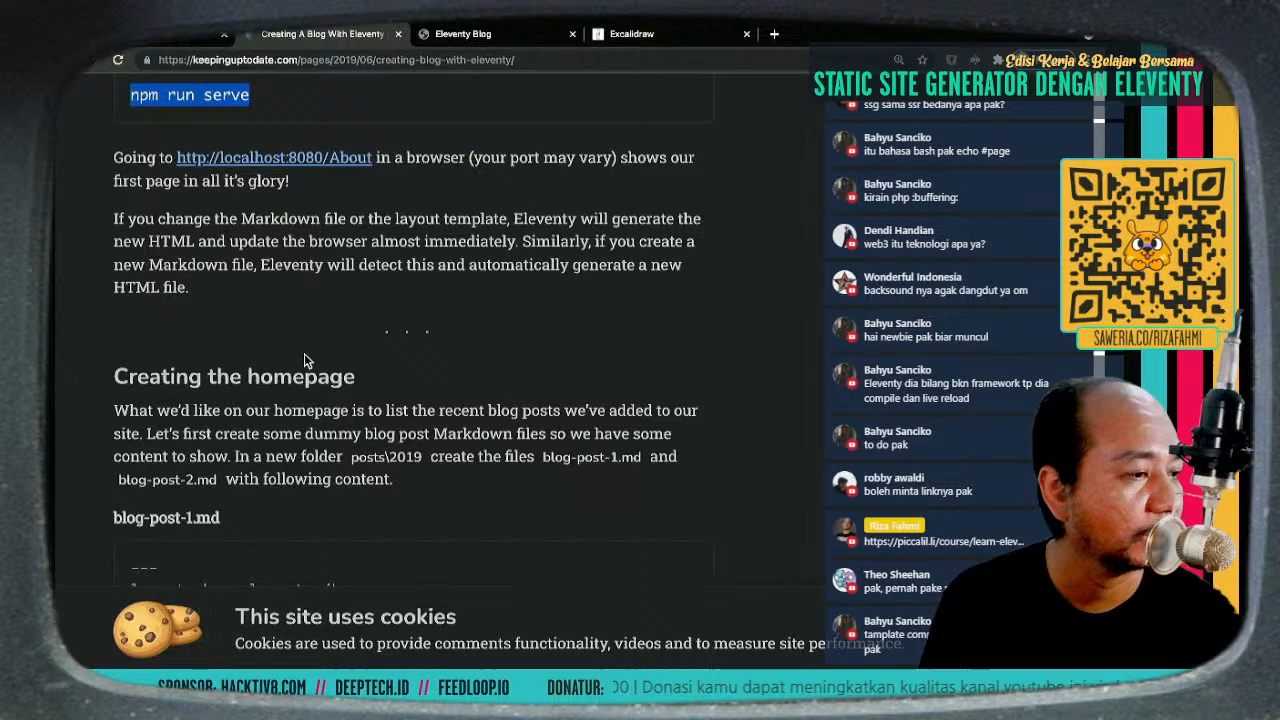 Creating A Blog With Eleventy
Eleventy Blog
Excalidraw
https://keepinguptodate.com/pages/2019/06/creating-blog-with-eleventy/
Edisi Kerja & Belajar Bersama
STATIC SITE GENERATOR DENGAN ELEVENTY
npm run serve
Going to http://localhost:8080/About in a browser (your port may vary) shows our
first page in all it's glory!
If you change the Markdown file or the layout template, Eleventy will generate the
new HTML and update the browser almost immediately. Similarly, if you create a
new Markdown file, Eleventy will detect this and automatically generate a new
HTML file.
. . .
Creating the homepage
What we'd like on our homepage is to list the recent blog posts we've added to our
site. Let's first create some dummy blog post Markdown files so we have some
content to show. In a new folder posts\2019 create the files blog-post-1.md and
blog-post-2.md with following content.
blog-post-1.md
---
This site uses cookies
Cookies are used to provide comments functionality, videos and to measure site performance.
ssg sama ssr bedanya apa pak?
Bahyu Sanciko
itu bahasa bash pak echo #page
Bahyu Sanciko
kirain php :buffering:
Dendi Handian
web3 itu teknologi apa ya?
Wonderful Indonesia
backsound nya agak dangdut ya om
Bahyu Sanciko
hai newbie pak biar muncul
Bahyu Sanciko
Eleventy dia bilang bkn framework tp dia
compile dan live reload
Bahyu Sanciko
to do pak
robby awaldi
boleh minta linknya pak
Riza Fahmi
https://piccalil.li/course/learn-elev...
Theo Sheehan
pak, pernah pake
Bahyu Sanciko
tamplate
pak
SAWERIA.CO/RIZAFAHMI
SPONSOR: HACKTIV8.COM // DEEPTECH.ID // FEEDLOOP.IO
DONATUR: | Donasi kamu dapat meningkatkan kualitas kanal youtube